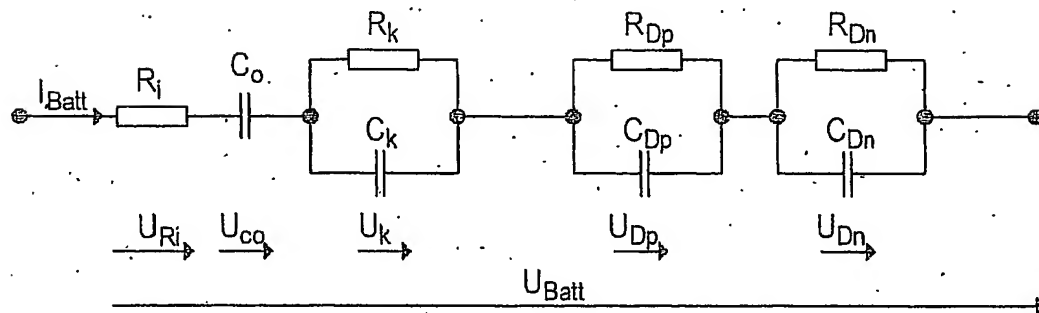 R_k R_Dp R_Dn
I_Batt R_i C_o
C_k C_Dp C_Dn
U_Ri U_co U_k U_Dp U_Dn
U_Batt